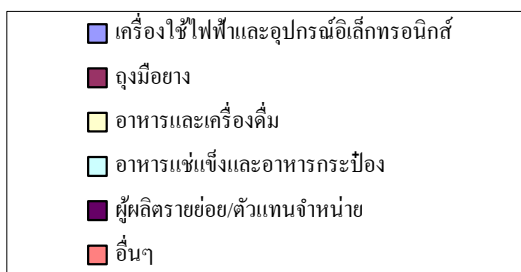 เครื่องใช้ไฟฟ้าและอุปกรณ์อิเล็กทรอนิกส์
ถุงมือยาง
อาหารและเครื่องดื่ม
อาหารแช่แข็งและอาหารกระป๋อง
ผู้ผลิตรายย่อย/ตัวแทนจำหน่าย
อื่นๆ